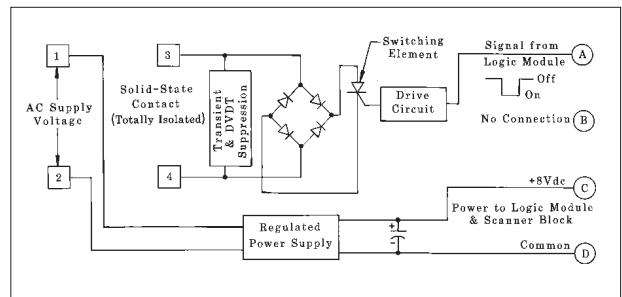 1
3
Switching
Element
Signal from
Logic Module
A
Off
On
AC Supply
Voltage
Solid-State
Contact
(Totally Isolated)
Transient
& DVDT
Suppression
Drive
Circuit
No Connection
B
2
4
+8Vdc
C
Regulated
Power Supply
+
-
Power to Logic Module
& Scanner Block
Common
D